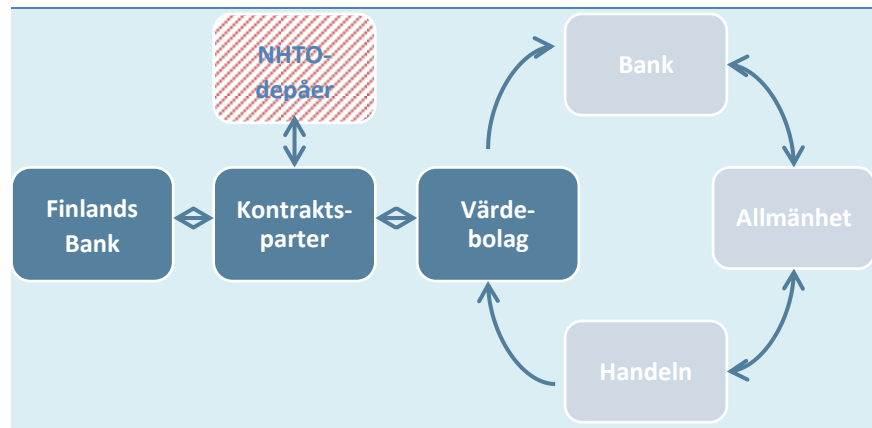 NHTO-
depåer
Bank
Finlands
Bank
Kontrakts-
parter
Värde-
bolag
Allmänhet
Handeln